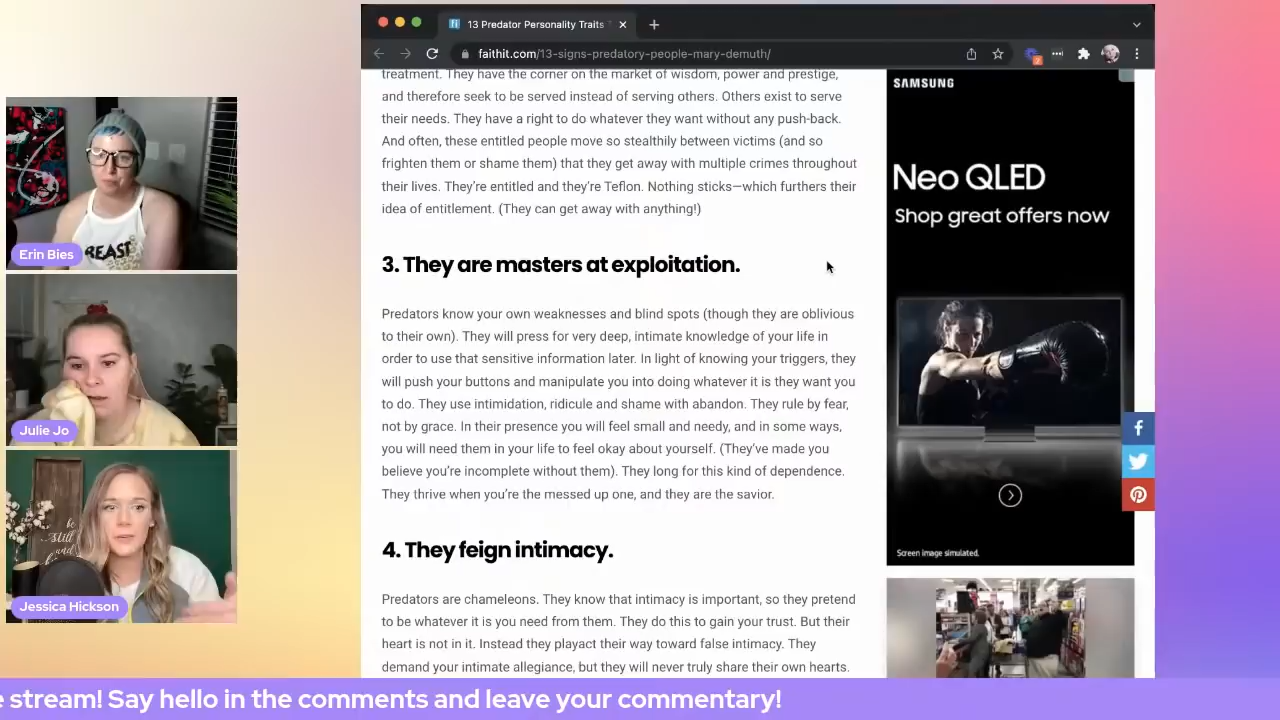 13 Predator Personality Traits
faithit.com/13-signs-predatory-people-mary-demuth/
treatment. They have the corner on the market of wisdom, power and prestige,
and therefore seek to be served instead of serving others. Others exist to serve
their needs. They have a right to do whatever they want without any push-back.
And often, these entitled people move so stealthily between victims (and so
frighten them or shame them) that they get away with multiple crimes throughout
their lives. They’re entitled and they’re Teflon. Nothing sticks—which furthers their
idea of entitlement. (They can get away with anything!)
3. They are masters at exploitation.
Predators know your own weaknesses and blind spots (though they are oblivious
to their own). They will press for very deep, intimate knowledge of your life in
order to use that sensitive information later. In light of knowing your triggers, they
will push your buttons and manipulate you into doing whatever it is they want you
to do. They use intimidation, ridicule and shame with abandon. They rule by fear,
not by grace. In their presence you will feel small and needy, and in some ways,
you will need them in your life to feel okay about yourself. (They’ve made you
believe you’re incomplete without them). They long for this kind of dependence.
They thrive when you’re the messed up one, and they are the savior.
4. They feign intimacy.
Predators are chameleons. They know that intimacy is important, so they pretend
to be whatever it is you need from them. They do this to gain your trust. But their
heart is not in it. Instead they playact their way toward false intimacy. They
demand your intimate allegiance, but they will never truly share their own hearts.
SAMSUNG
Neo QLED
Shop great offers now
Screen image simulated.
BEAST
Erin Bies
Julie Jo
be
still
and
Jessica Hickson
e stream! Say hello in the comments and leave your commentary!